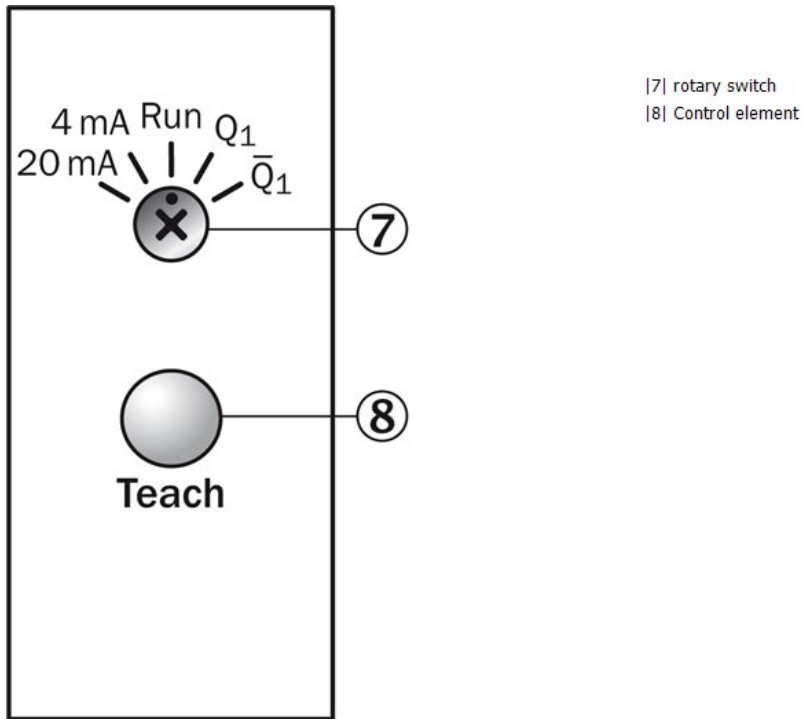 4 mA Run Q1
20 mA Q̅1
7
8
Teach
|7| rotary switch
|8| Control element